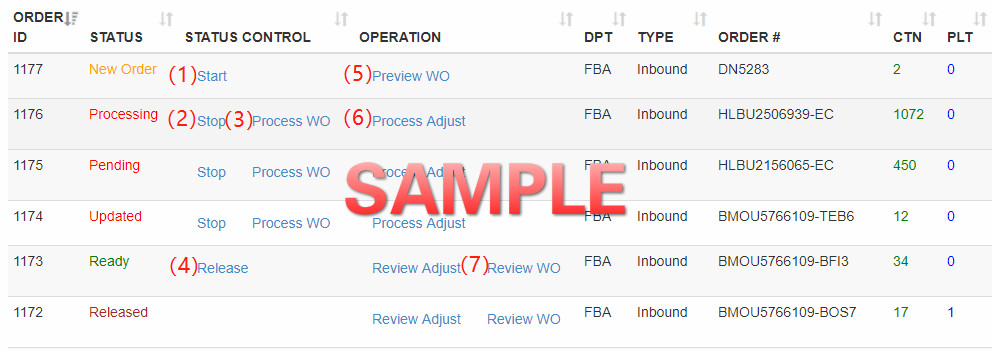 ORDER ID STATUS STATUS CONTROL OPERATION DPT TYPE ORDER # CTN PLT
1177 New Order (1) Start (5) Preview WO FBA Inbound DN5283 2 0
1176 Processing (2) Stop (3) Process WO (6) Process Adjust FBA Inbound HLBU2506939-EC 1072 0
1175 Pending Stop Process WO Process Adjust FBA Inbound HLBU2156065-EC 450 0
SAMPLE
1174 Updated Stop Process WO Process Adjust FBA Inbound BMOU5766109-TEB6 12 0
1173 Ready (4) Release Review Adjust (7) Review WO FBA Inbound BMOU5766109-BFI3 34 0
1172 Released Review Adjust Review WO FBA Inbound BMOU5766109-BOS7 17 1